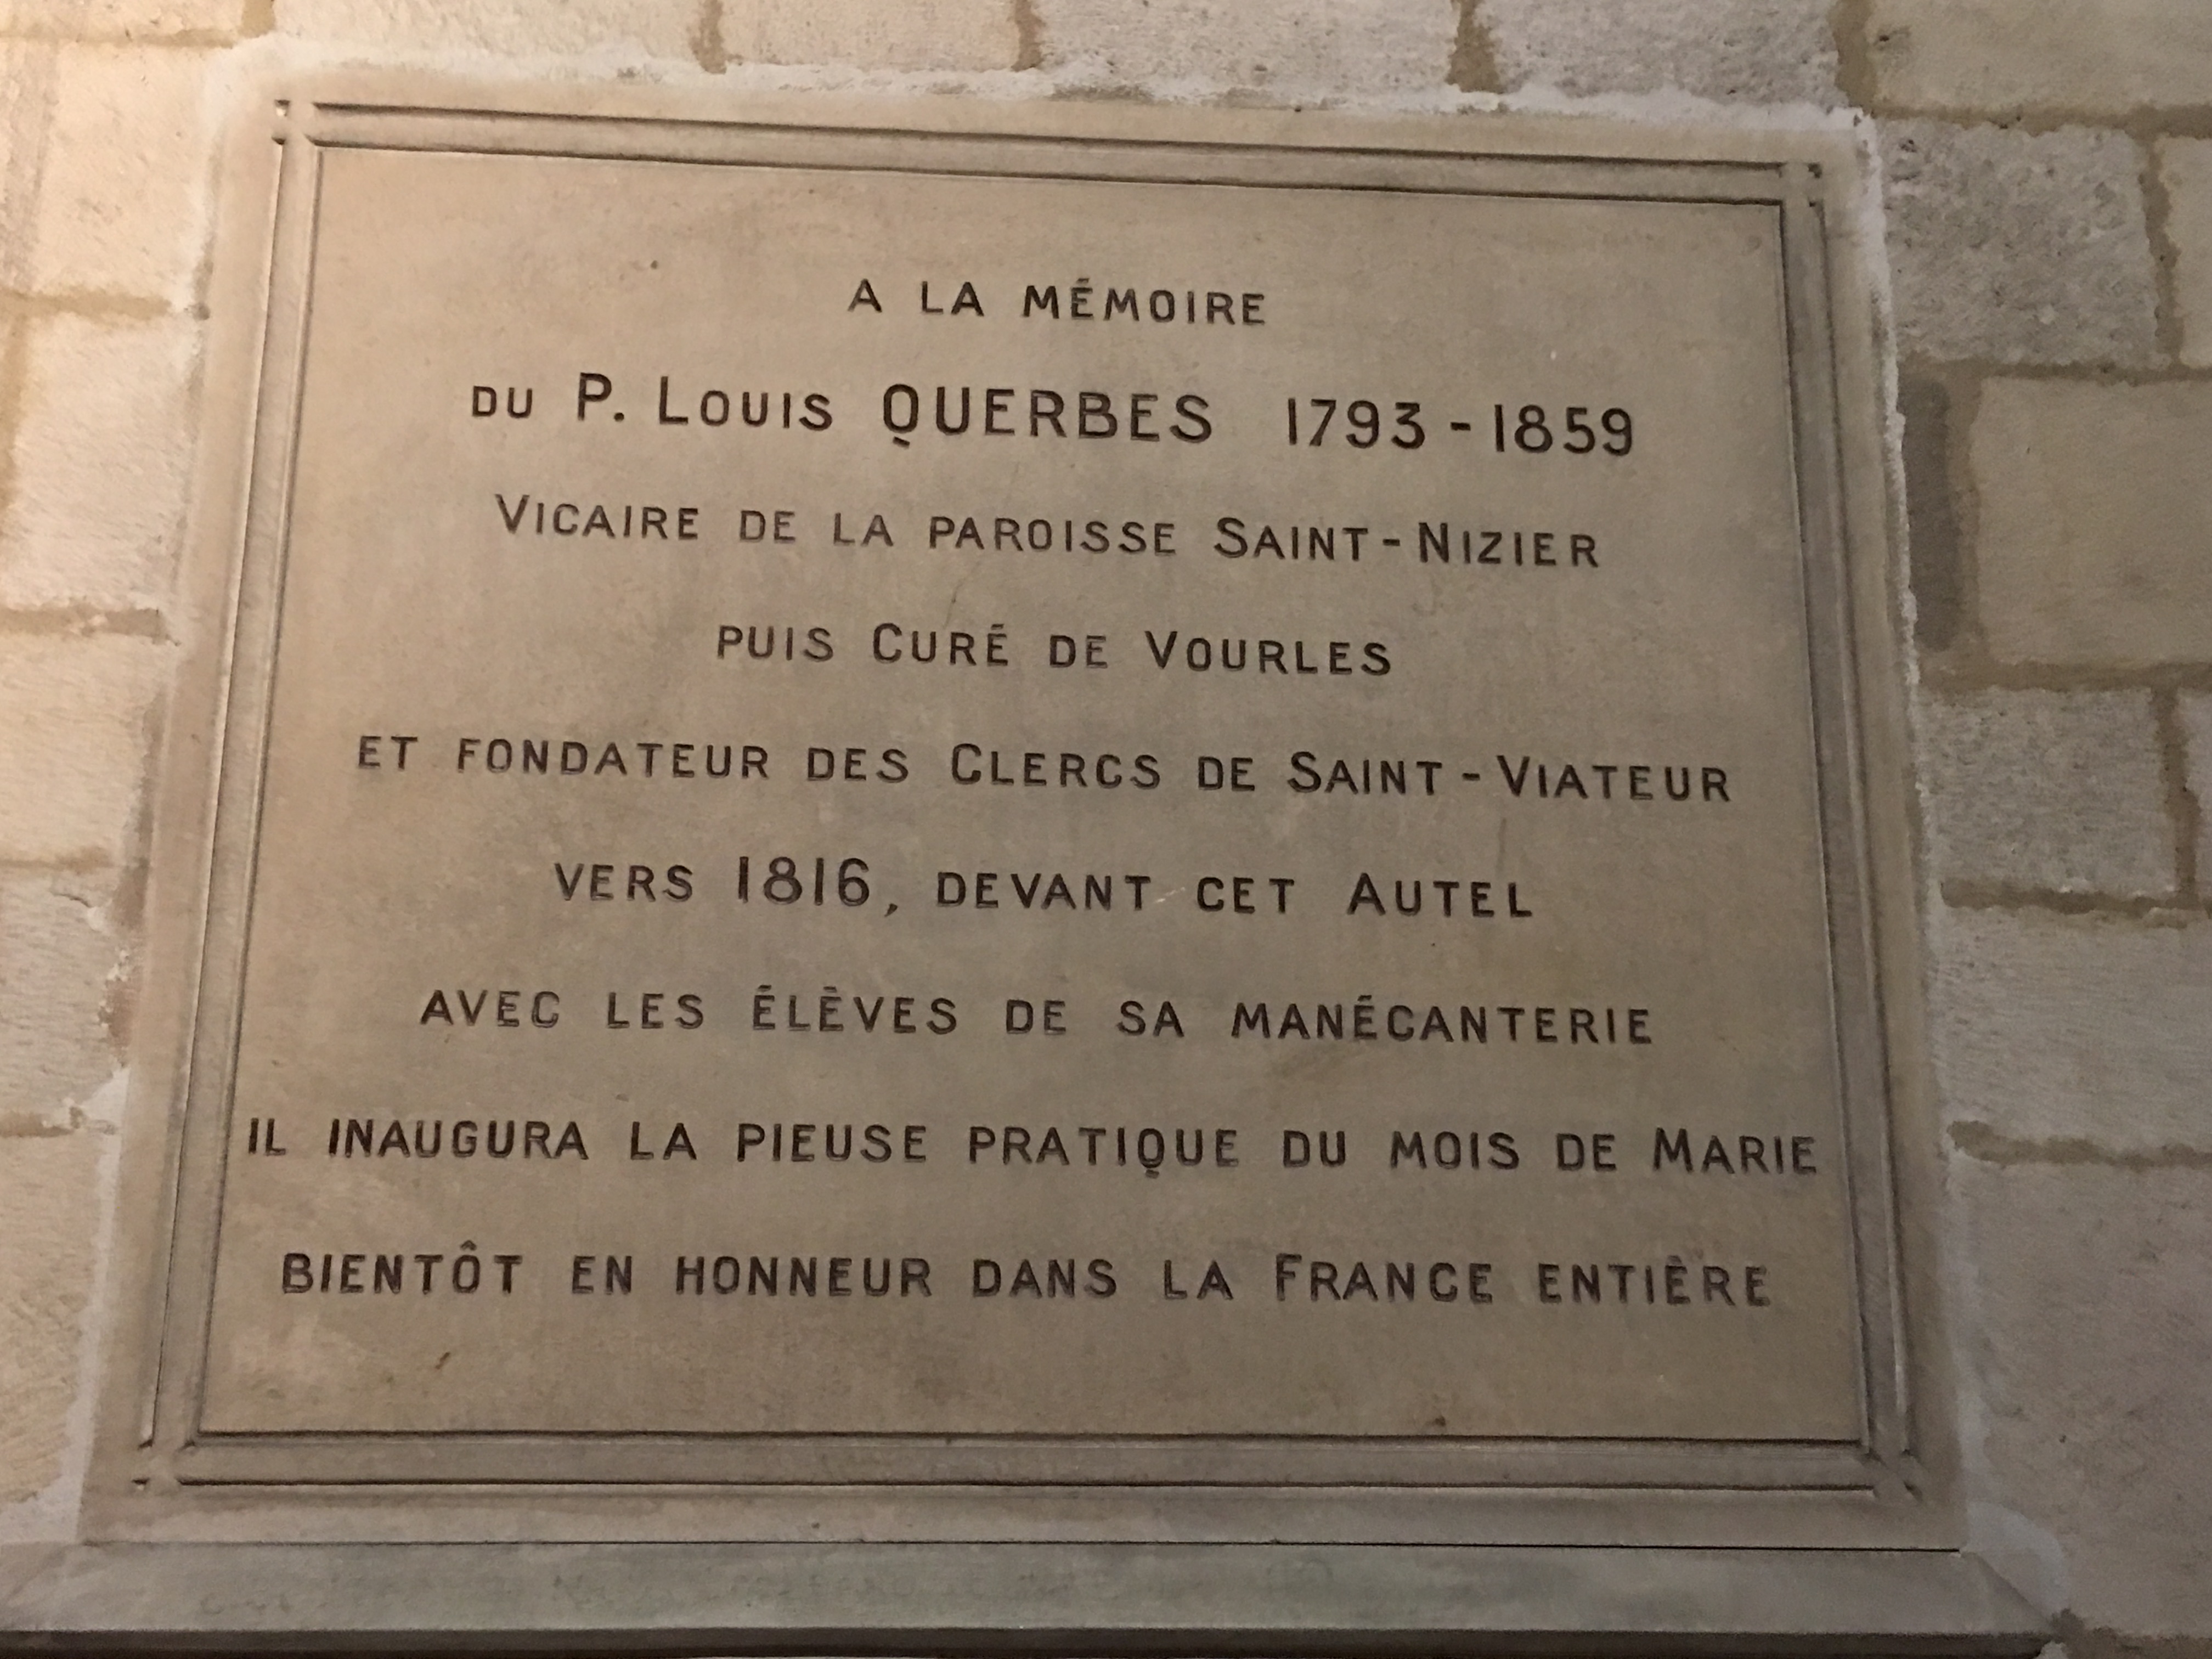 A LA MÉMOIRE
DU P. LOUIS QUERBES 1793-1859
VICAIRE DE LA PAROISSE SAINT-NIZIER
PUIS CURÉ DE VOURLES
ET FONDATEUR DES CLERCS DE SAINT-VIATEUR
VERS 1816, DEVANT CET AUTEL
AVEC LES ÉLÈVES DE SA MANÉCANTERIE
IL INAUGURA LA PIEUSE PRATIQUE DU MOIS DE MARIE
BIENTÔT EN HONNEUR DANS LA FRANCE ENTIÈRE